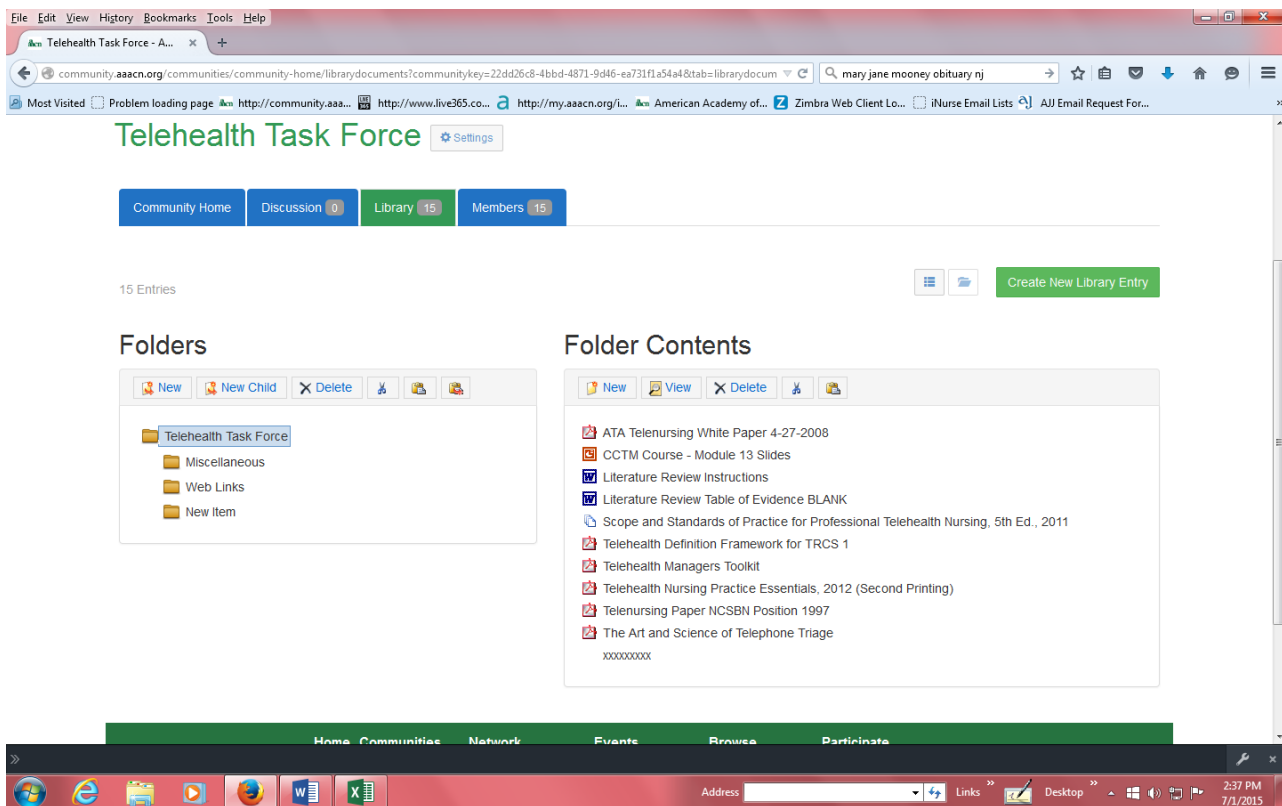 File Edit View History Bookmarks Tools Help
Telehealth Task Force - A... × +
community.aaacn.org/communities/community-home/librarydocuments?communitykey=22dd26c8-4bbd-4871-9d46-ea731f1a54a4&tab=librarydocum
mary jane mooney obituary nj
Most Visited Problem loading page http://community.aaa... http://www.live365.co... http://my.aaacn.org/i... American Academy of... Zimbra Web Client Lo... iNurse Email Lists AJJ Email Request For... »
Telehealth Task Force Settings
Community Home Discussion 0 Library 15 Members 15
15 Entries
Create New Library Entry
Folders
New New Child Delete
Telehealth Task Force
Miscellaneous
Web Links
New Item
Folder Contents
New View Delete
ATA Telenursing White Paper 4-27-2008
CCTM Course - Module 13 Slides
Literature Review Instructions
Literature Review Table of Evidence BLANK
Scope and Standards of Practice for Professional Telehealth Nursing, 5th Ed., 2011
Telehealth Definition Framework for TRCS 1
Telehealth Managers Toolkit
Telehealth Nursing Practice Essentials, 2012 (Second Printing)
Telenursing Paper NCSBN Position 1997
The Art and Science of Telephone Triage
xxxxxxxxx
Home Communities Network Events Browse Participate
» ×
Address Links » Desktop » 2:37 PM
7/1/2015